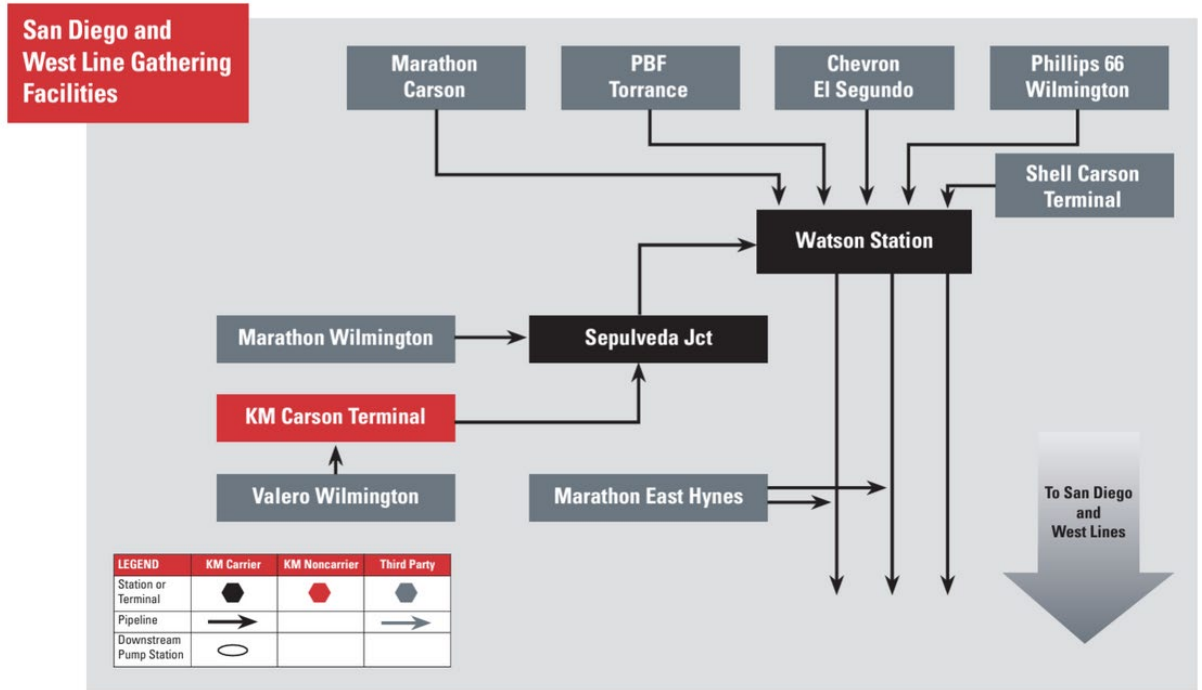 San Diego and
West Line Gathering
Facilities
Marathon
Carson
PBF
Torrance
Chevron
El Segundo
Phillips 66
Wilmington
Shell Carson
Terminal
Watson Station
Marathon Wilmington
Sepulveda Jct
KM Carson Terminal
Valero Wilmington
Marathon East Hynes
To San Diego
and
West Lines
LEGEND KM Carrier KM Noncarrier Third Party
Station or
Terminal
Pipeline
Downstream
Pump Station